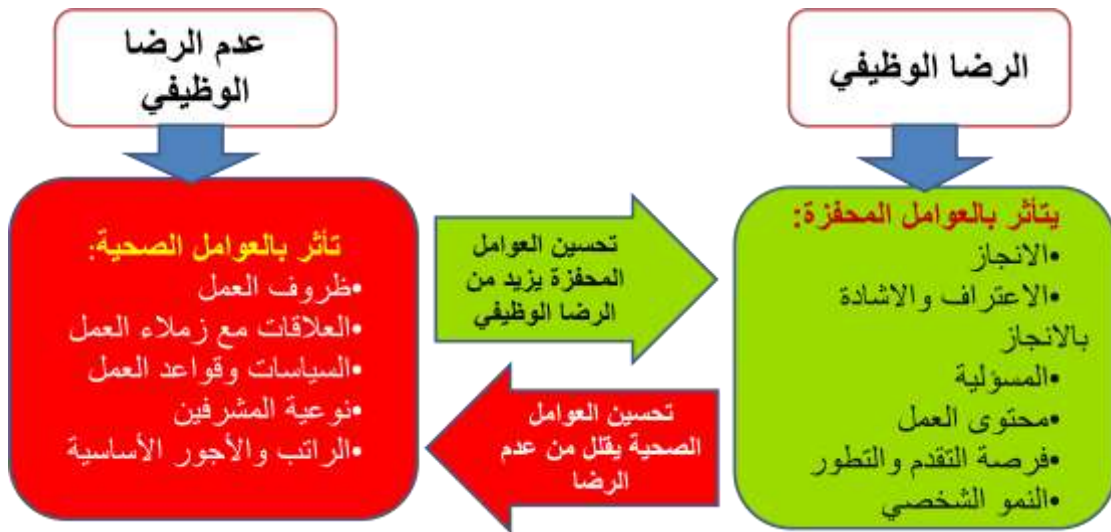 الرضا الوظيفي
يتأثر بالعوامل المحفزة:
•الانجاز
•الاعتراف والاشادة
بالانجاز
•المسؤلية
•محتوى العمل
•فرصة التقدم والتطور
•النمو الشخصي
تحسين العوامل
المحفزة يزيد من
الرضا الوظيفي
تحسين العوامل
الصحية يقلل من عدم
الرضا
عدم الرضا
الوظيفي
تأثر بالعوامل الصحية:
•ظروف العمل
•العلاقات مع زملاء العمل
•السياسات وقواعد العمل
•نوعية المشرفين
•الراتب والأجور الأساسية